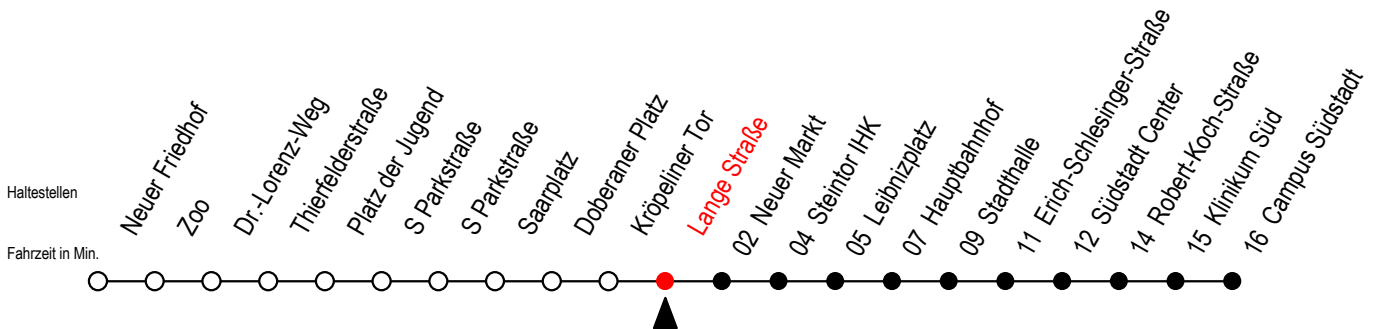 Haltestellen
Fahrzeit in Min.
Neuer Friedhof
Zoo
Dr.-Lorenz-Weg
Thierfelderstraße
Platz der Jugend
S Parkstraße
S Parkstraße
Saarplatz
Doberaner Platz
Kröpeliner Tor
Lange Straße
02 Neuer Markt
04 Steintor IHK
05 Leibnizplatz
07 Hauptbahnhof
09 Stadthalle
11 Erich-Schlesinger-Straße
12 Südstadt Center
14 Robert-Koch-Straße
15 Klinikum Süd
16 Campus Südstadt